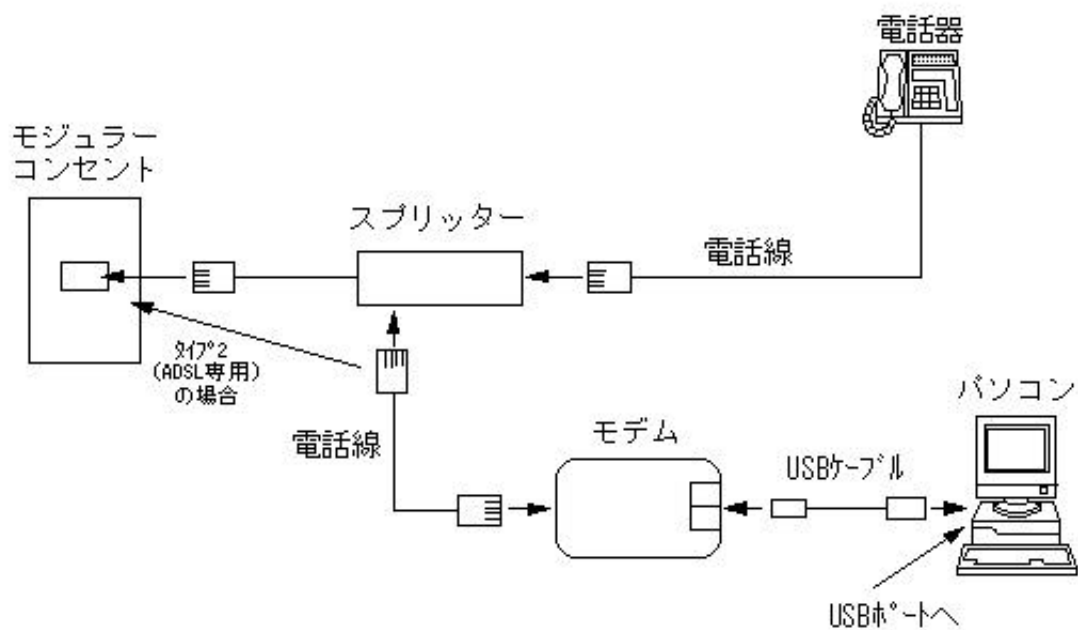 電話器
モジュラー
コンセント
スプリッター
電話線
ﾀｲﾌﾟ2
(ADSL専用)
の場合
電話線
モデム
USBｹｰﾌﾞﾙ
パソコン
USBﾎﾟｰﾄへ